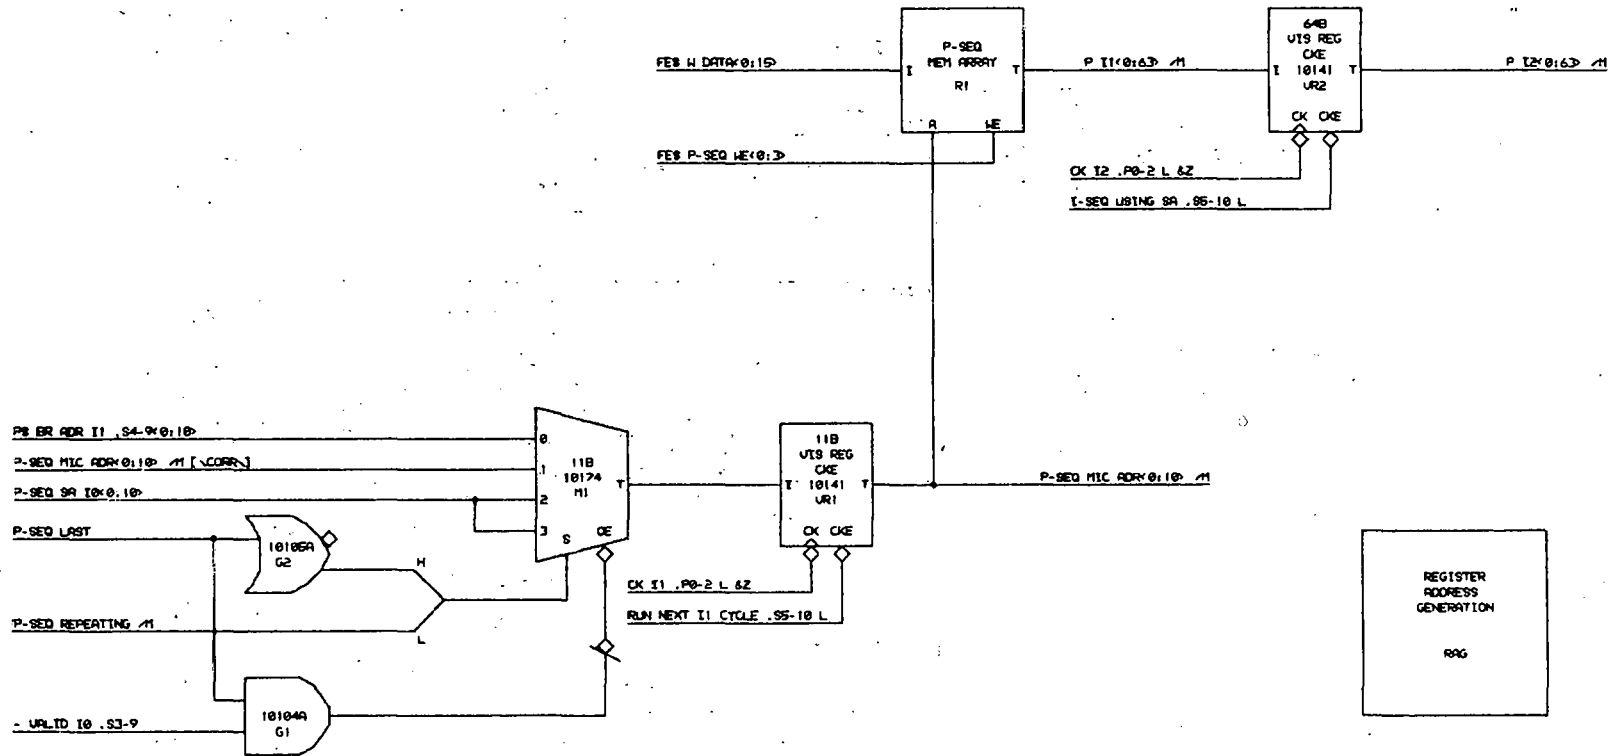 P-SEQ
MEM ARRAY
R1
I
T
A
WE
64B
VIS REG
CKE
10141
VR2
I
T
CK CKE
FE$ W DATA<0:15>
P I1<0:63> /M
P I2<0:63> /M
FE$ P-SEQ WE<0:3>
CK I2 .P0-2 L &Z
I-SEQ USING SA .S5-10 L
P$ BR ADR I1 .S4-9<0:10>
P-SEQ MIC ADR<0:10> /M [\CORR\]
P-SEQ SA I0<0:10>
P-SEQ LAST
P-SEQ REPEATING /M
- VALID I0 .S3-9
0
1
2
3
11B
10174
M1
T
S
OE
11B
VIS REG
CKE
10141
VR1
I
T
CK CKE
P-SEQ MIC ADR<0:10> /M
CK I1 .P0-2 L &Z
RUN NEXT I1 CYCLE .S5-10 L
10105A
G2
H
L
10104A
G1
REGISTER
ADDRESS
GENERATION
RAG